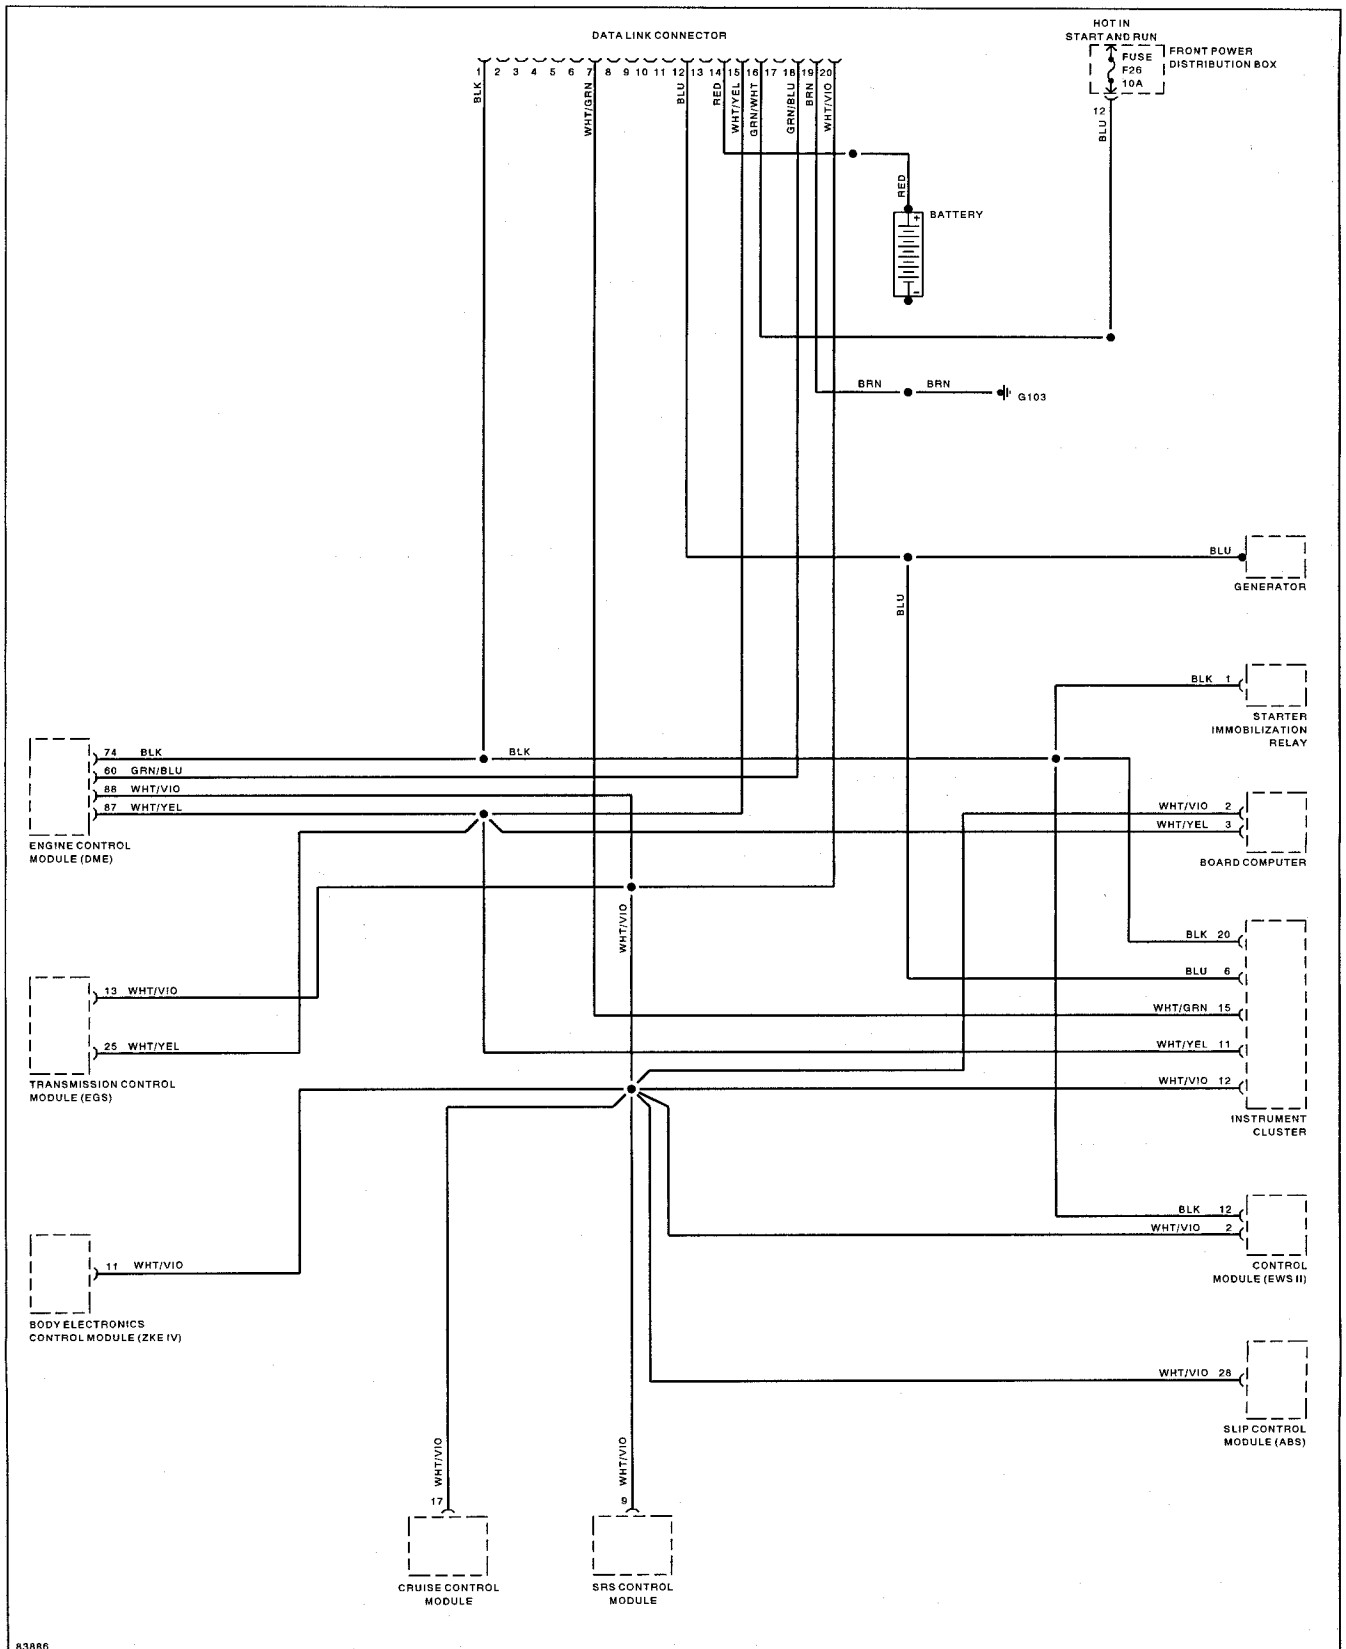 DATA LINK CONNECTOR
HOT IN
START AND RUN
FUSE
F26
10A
FRONT POWER
DISTRIBUTION BOX
12
BLU
1 2 3 4 5 6 7 8 9 10 11 12 13 14 15 16 17 18 19 20
BLK
WHT/GRN
BLU
RED
WHT/YEL
GRN/WHT
GRN/BLU
BRN
WHT/VIO
RED
+
BATTERY
-
BRN
BRN
G103
BLU
GENERATOR
BLU
BLK 1
STARTER
IMMOBILIZATION
RELAY
74 BLK
BLK
60 GRN/BLU
88 WHT/VIO
87 WHT/YEL
ENGINE CONTROL
MODULE (DME)
WHT/VIO 2
WHT/YEL 3
BOARD COMPUTER
WHT/VIO
BLK 20
BLU 6
WHT/GRN 15
WHT/YEL 11
WHT/VIO 12
INSTRUMENT
CLUSTER
13 WHT/VIO
25 WHT/YEL
TRANSMISSION CONTROL
MODULE (EGS)
BLK 12
WHT/VIO 2
CONTROL
MODULE (EWS II)
11 WHT/VIO
BODY ELECTRONICS
CONTROL MODULE (ZKE IV)
WHT/VIO 28
SLIP CONTROL
MODULE (ABS)
WHT/VIO
17
CRUISE CONTROL
MODULE
WHT/VIO
9
SRS CONTROL
MODULE
83886